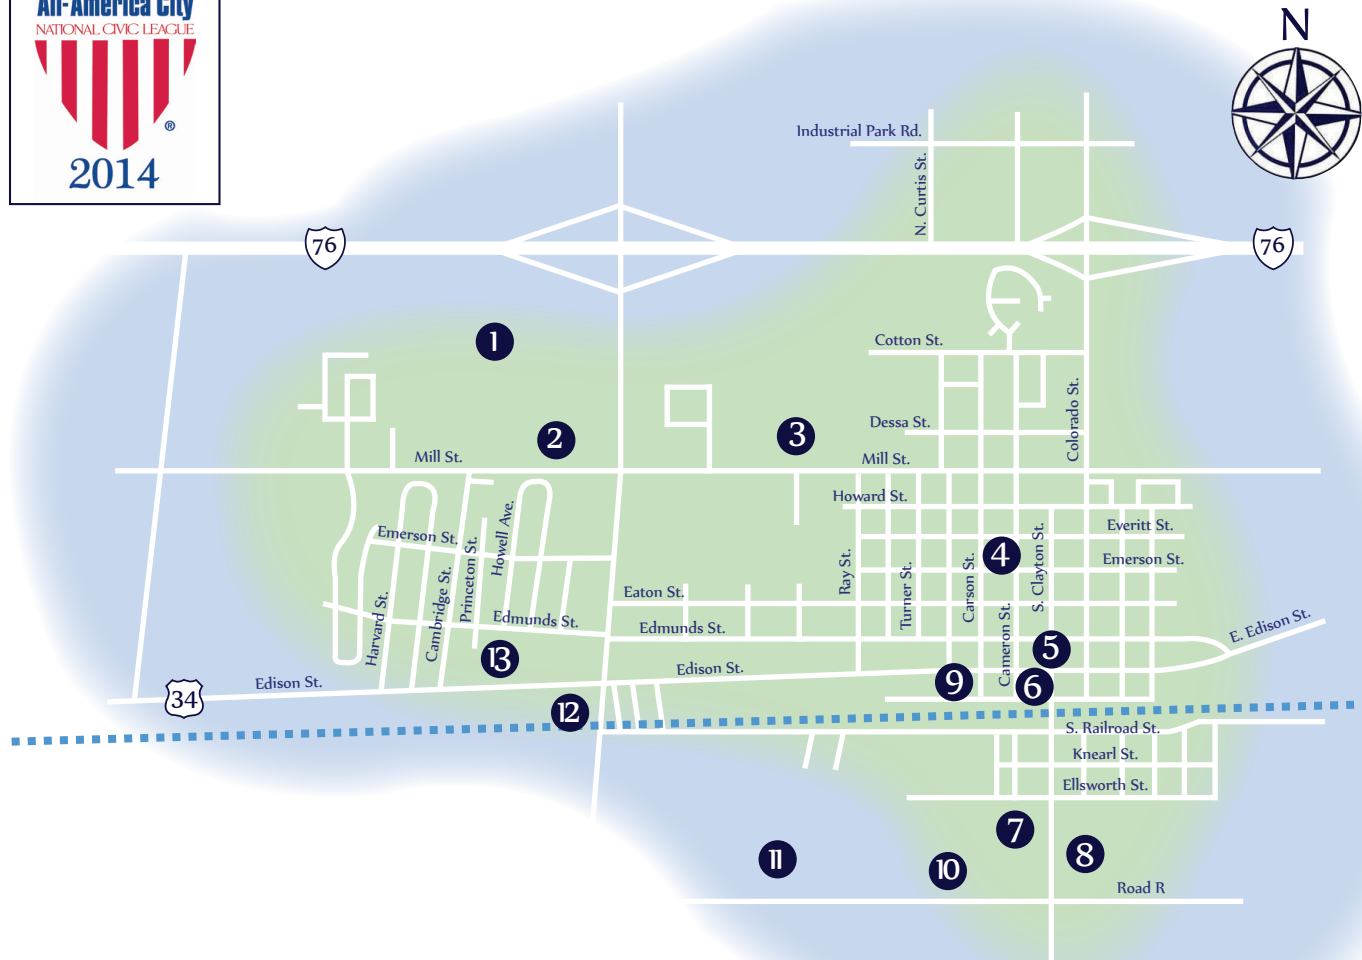 All-America City
NATIONAL CIVIC LEAGUE
®
2014
N
Industrial Park Rd.
N. Curtis St.
76
76
1
Cotton St.
Colorado St.
2
3
Dessa St.
Mill St.
Mill St.
Howard St.
Everitt St.
Emerson St.
Howell Ave.
Princeton St.
4
S. Clayton St.
Emerson St.
Ray St.
Turner St.
Carson St.
Eaton St.
Harvard St.
Cambridge St.
Edmunds St.
Edmunds St.
Cameron St.
E. Edison St.
13
5
Edison St.
Edison St.
9
6
34
12
S. Railroad St.
Knearl St.
Ellsworth St.
7
8
11
10
Road R